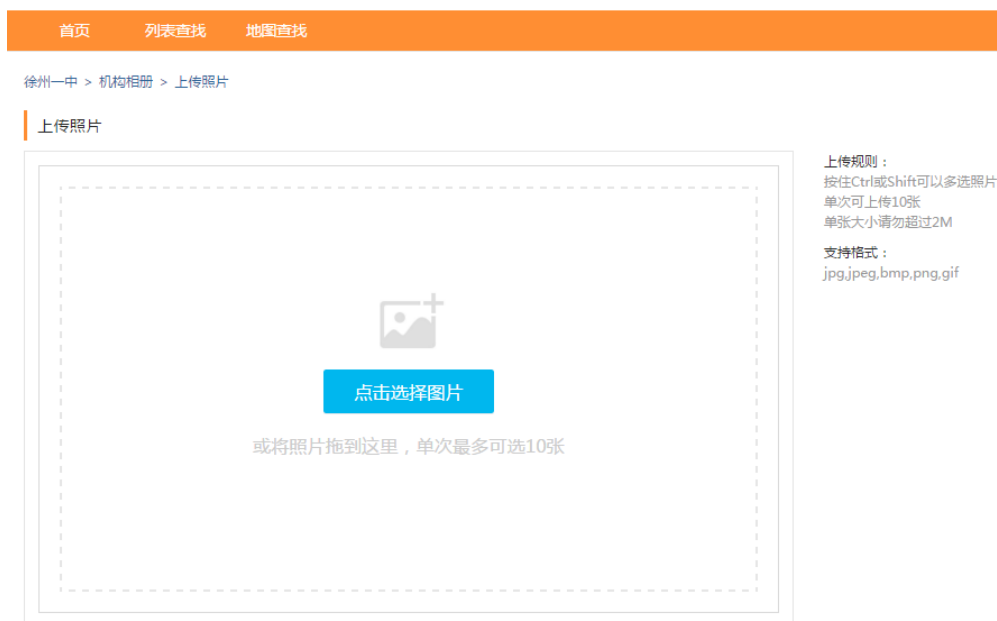 首页 列表查找 地图查找
徐州一中 > 机构相册 > 上传照片
上传照片
点击选择图片
或将照片拖到这里，单次最多可选10张
上传规则：
按住Ctrl或Shift可以多选照片
单次可上传10张
单张大小请勿超过2M
支持格式：
jpg,jpeg,bmp,png,gif